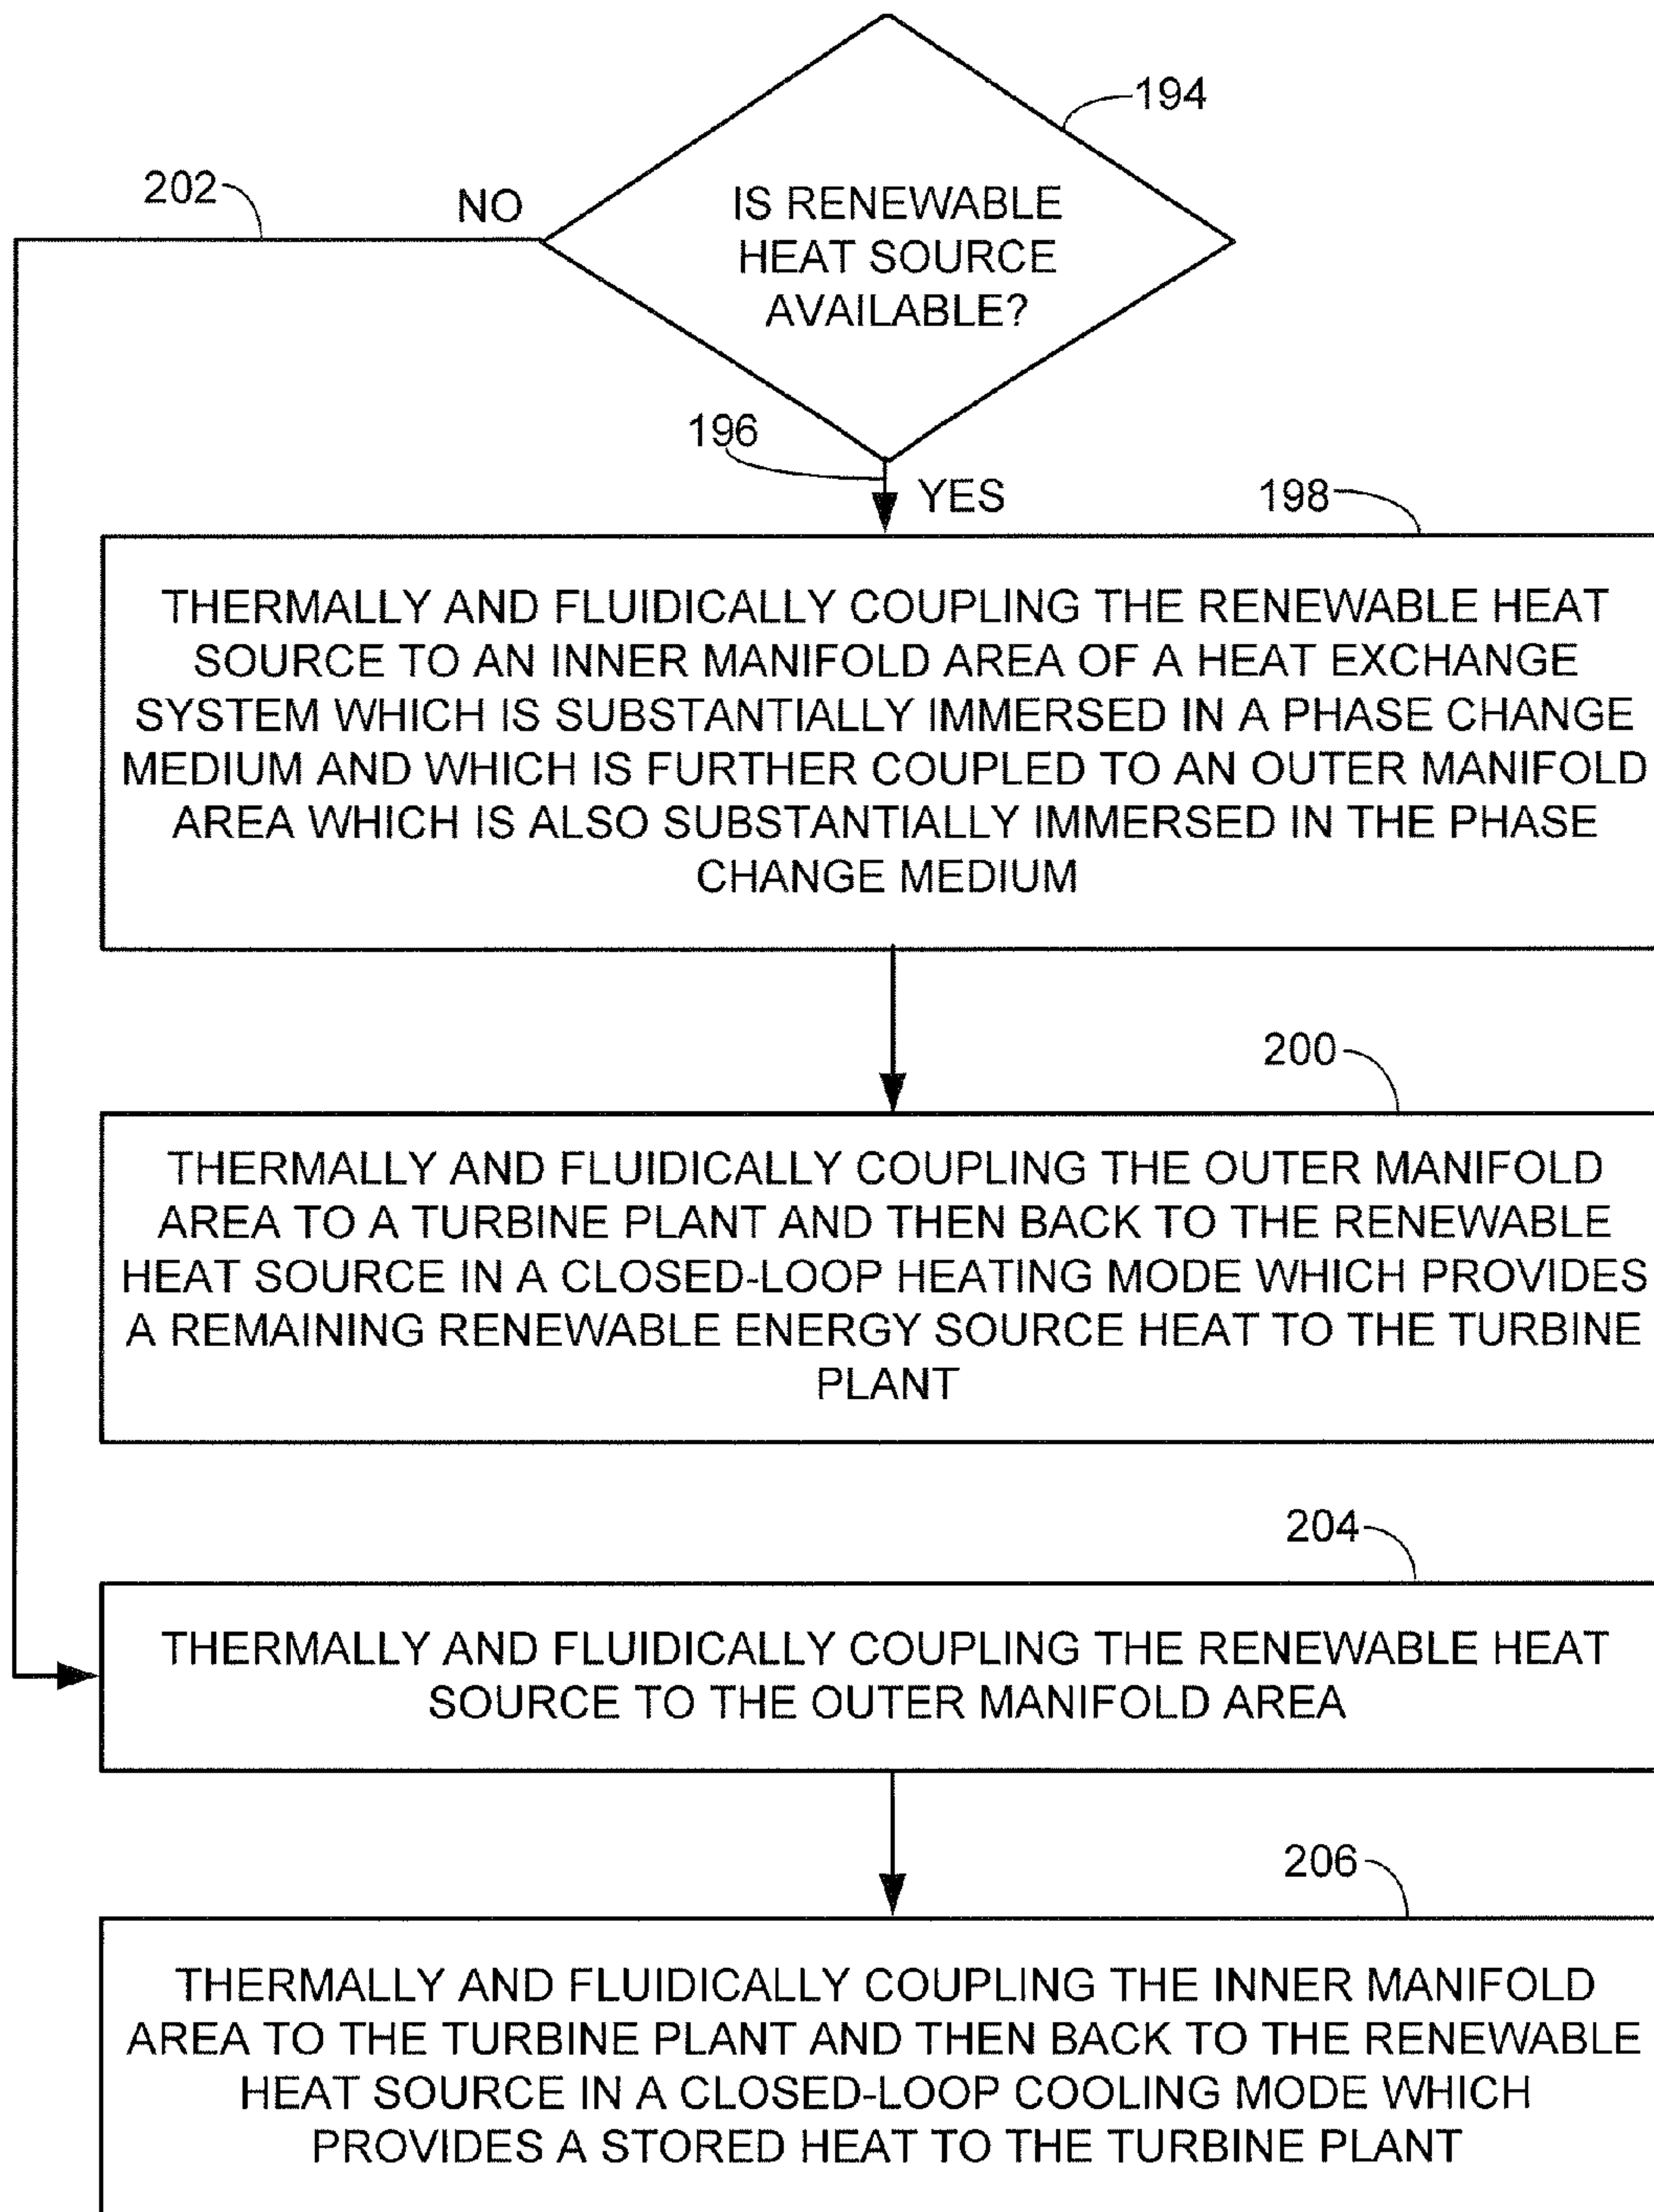 194
IS RENEWABLE
HEAT SOURCE
AVAILABLE?
202
NO
196
YES
198
THERMALLY AND FLUIDICALLY COUPLING THE RENEWABLE HEAT
SOURCE TO AN INNER MANIFOLD AREA OF A HEAT EXCHANGE
SYSTEM WHICH IS SUBSTANTIALLY IMMERSED IN A PHASE CHANGE
MEDIUM AND WHICH IS FURTHER COUPLED TO AN OUTER MANIFOLD
AREA WHICH IS ALSO SUBSTANTIALLY IMMERSED IN THE PHASE
CHANGE MEDIUM
200
THERMALLY AND FLUIDICALLY COUPLING THE OUTER MANIFOLD
AREA TO A TURBINE PLANT AND THEN BACK TO THE RENEWABLE
HEAT SOURCE IN A CLOSED-LOOP HEATING MODE WHICH PROVIDES
A REMAINING RENEWABLE ENERGY SOURCE HEAT TO THE TURBINE
PLANT
204
THERMALLY AND FLUIDICALLY COUPLING THE RENEWABLE HEAT
SOURCE TO THE OUTER MANIFOLD AREA
206
THERMALLY AND FLUIDICALLY COUPLING THE INNER MANIFOLD
AREA TO THE TURBINE PLANT AND THEN BACK TO THE RENEWABLE
HEAT SOURCE IN A CLOSED-LOOP COOLING MODE WHICH
PROVIDES A STORED HEAT TO THE TURBINE PLANT